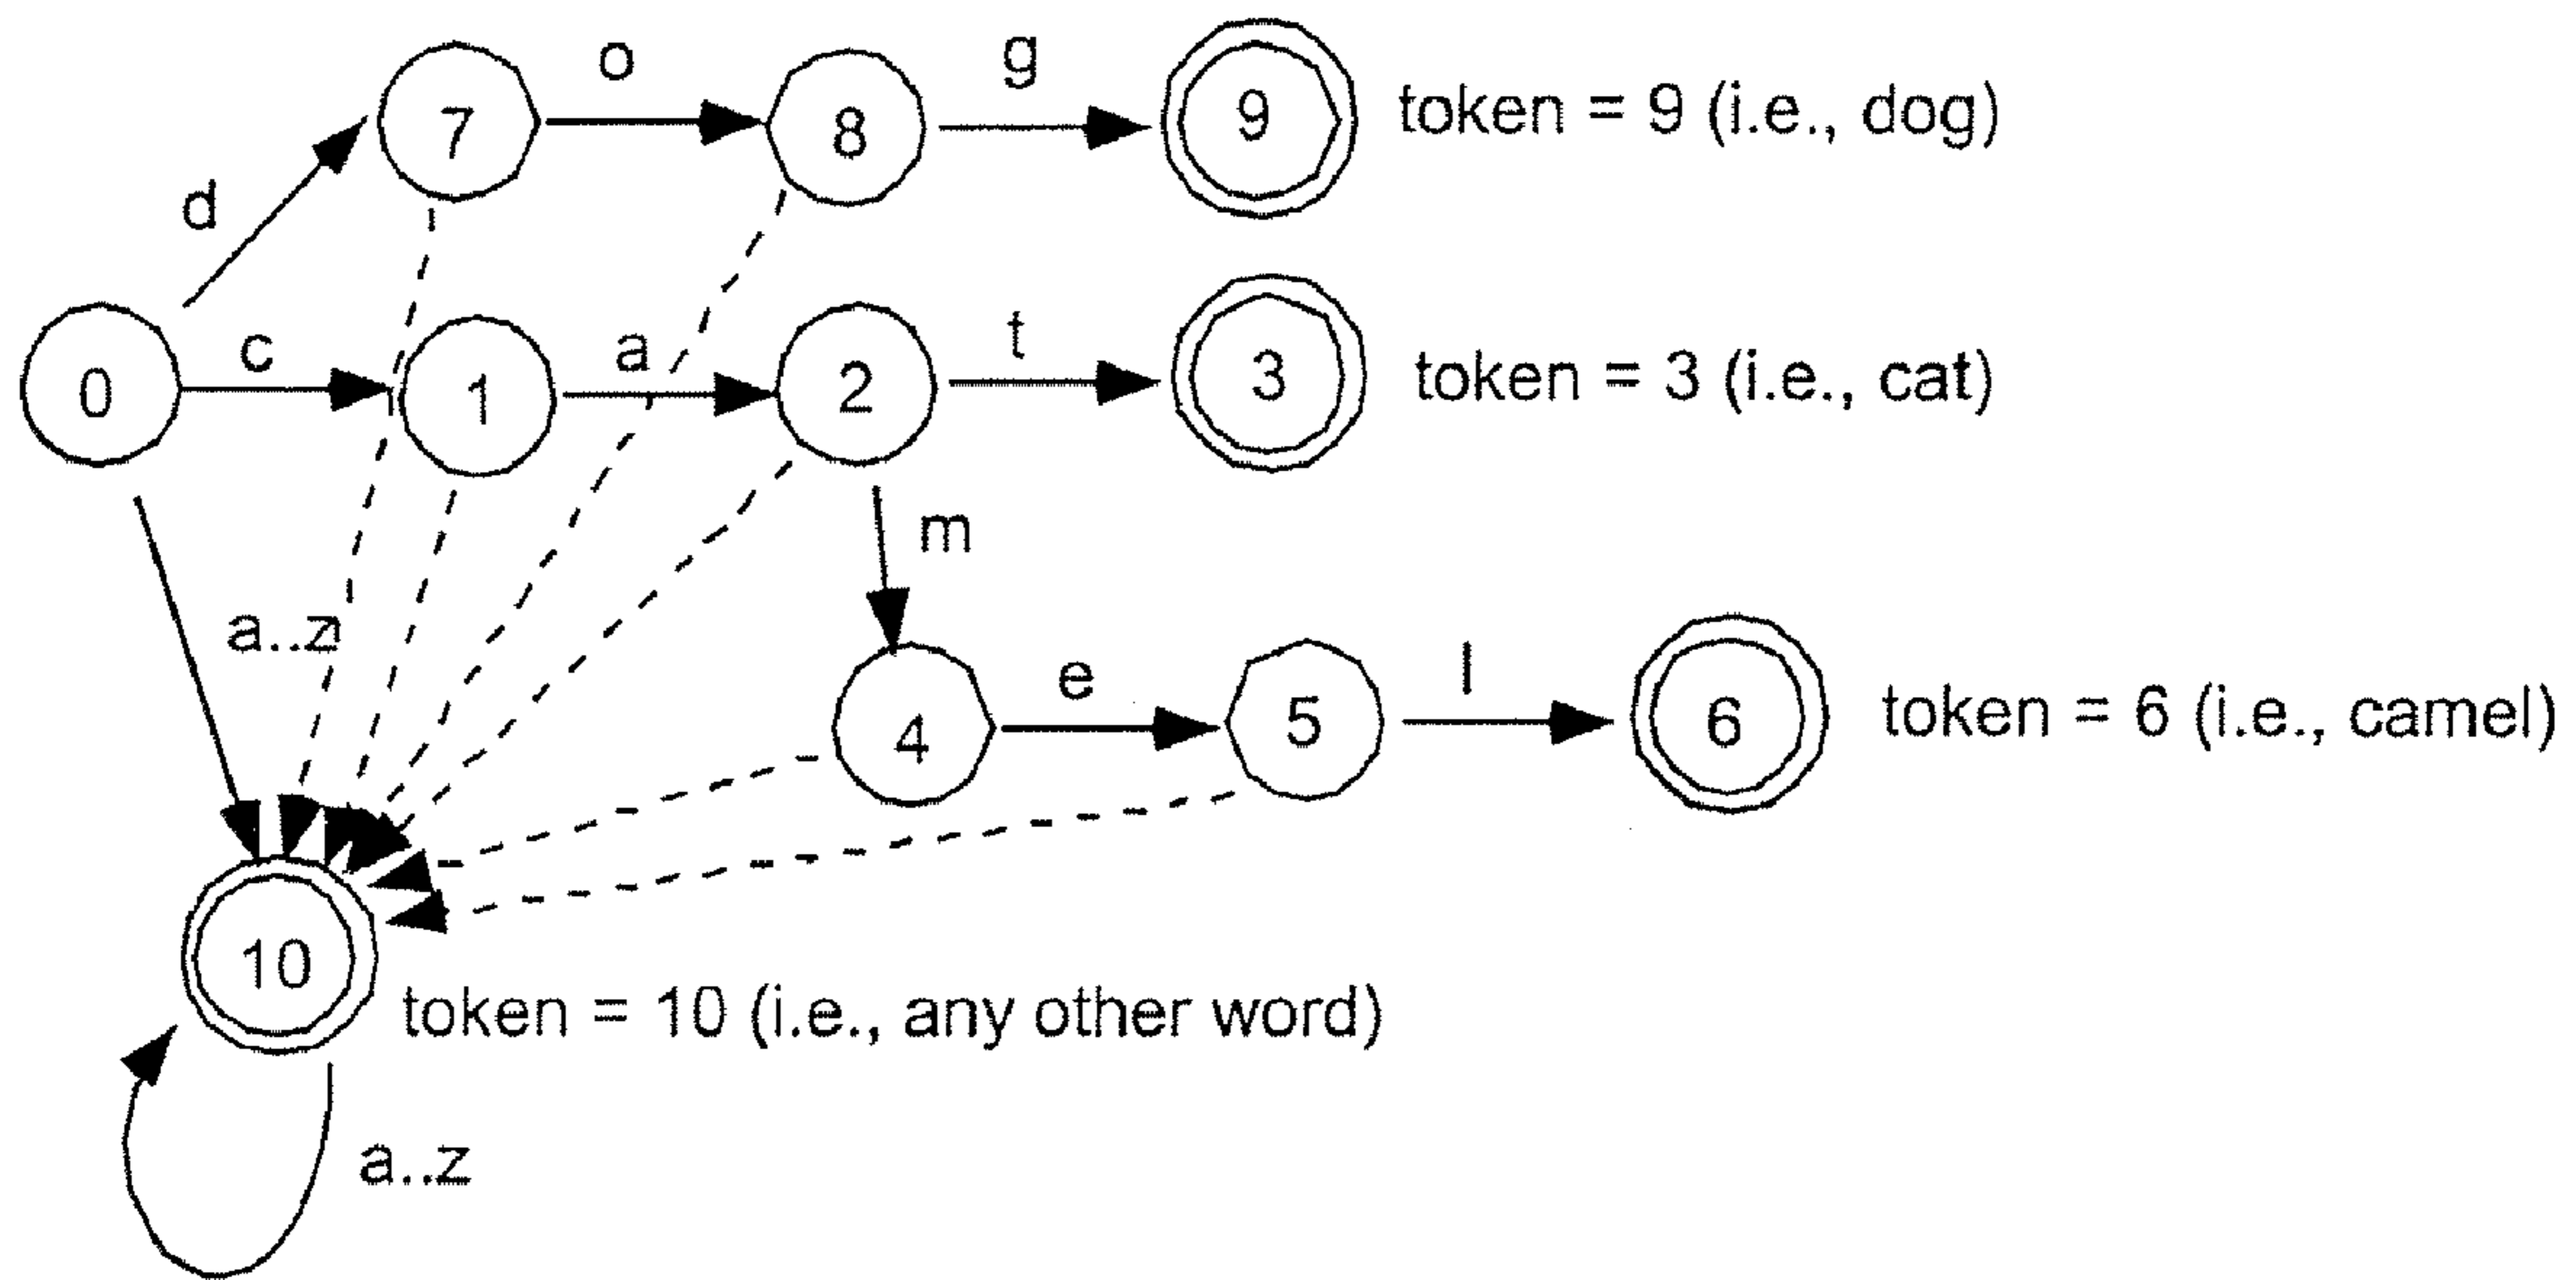 d
o
g
7
8
9
token = 9 (i.e., dog)
c
a
t
0
1
2
3
token = 3 (i.e., cat)
m
a..z
e
l
4
5
6
token = 6 (i.e., camel)
10
token = 10 (i.e., any other word)
a..z